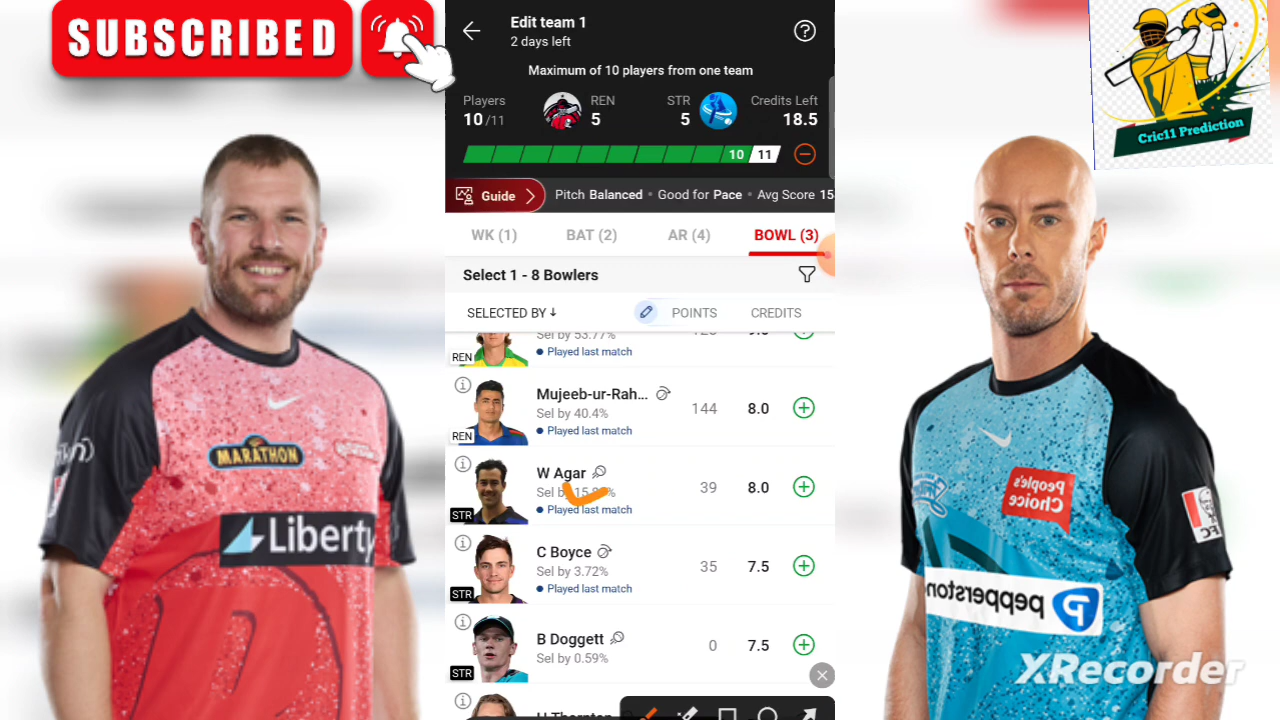 SUBSCRIBED
Edit team 1
2 days left
Maximum of 10 players from one team
Players
10 /11
REN
5
STR
5
Credits Left
18.5
10 11
Guide
Pitch Balanced • Good for Pace • Avg Score 15
WK (1) BAT (2) AR (4) BOWL (3)
Select 1 - 8 Bowlers
SELECTED BY POINTS CREDITS
Sel by 53.77%
REN
Played last match
Mujeeb-ur-Rah...
Sel by 40.4%
144 8.0
REN
Played last match
W Agar
Sel
39 8.0
STR
Played last match
C Boyce
Sel by 3.72%
35 7.5
STR
Played last match
B Doggett
Sel by 0.59%
0 7.5
STR
MARATHON
Liberty
Cric11 Prediction
People's
Choice
KFC
pepperston
XRecorder